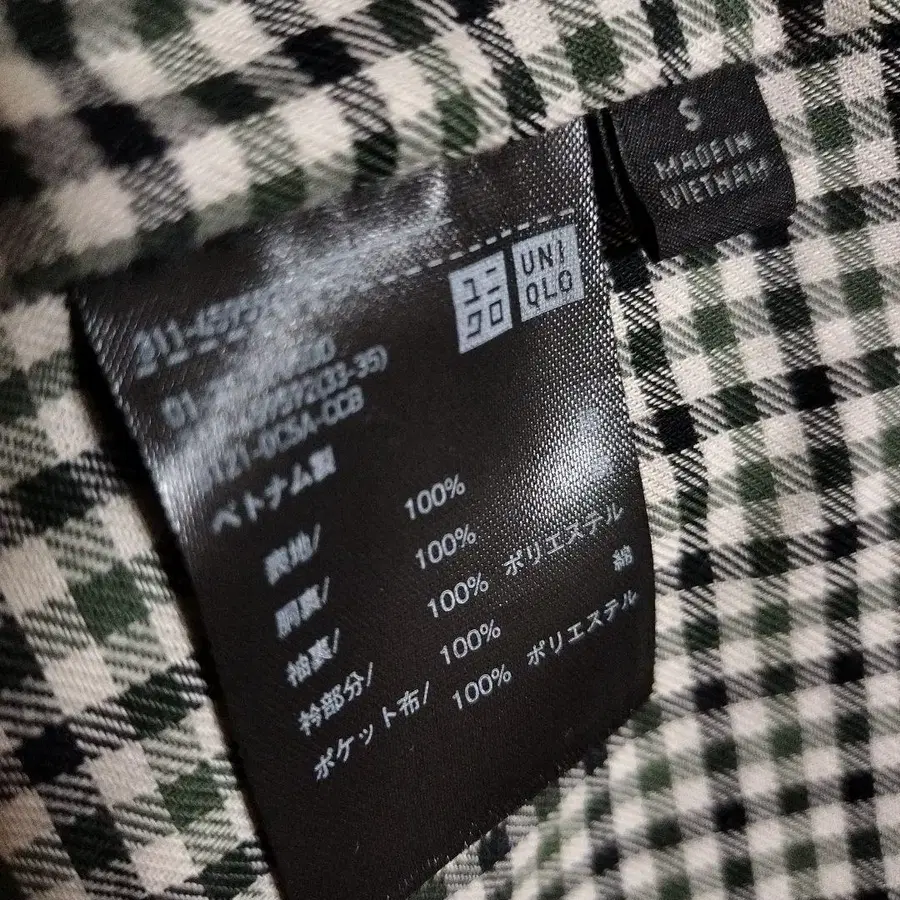 S
MADE IN
VIETNAM
ユニ
クロ
UNI
QLO
(33-35)
ベトナム製
表地/ 100%
胴裏/ 100%
袖裏/ 100% ポリエステル
衿部分/ 100% 綿
ポケット布/ 100% ポリエステル